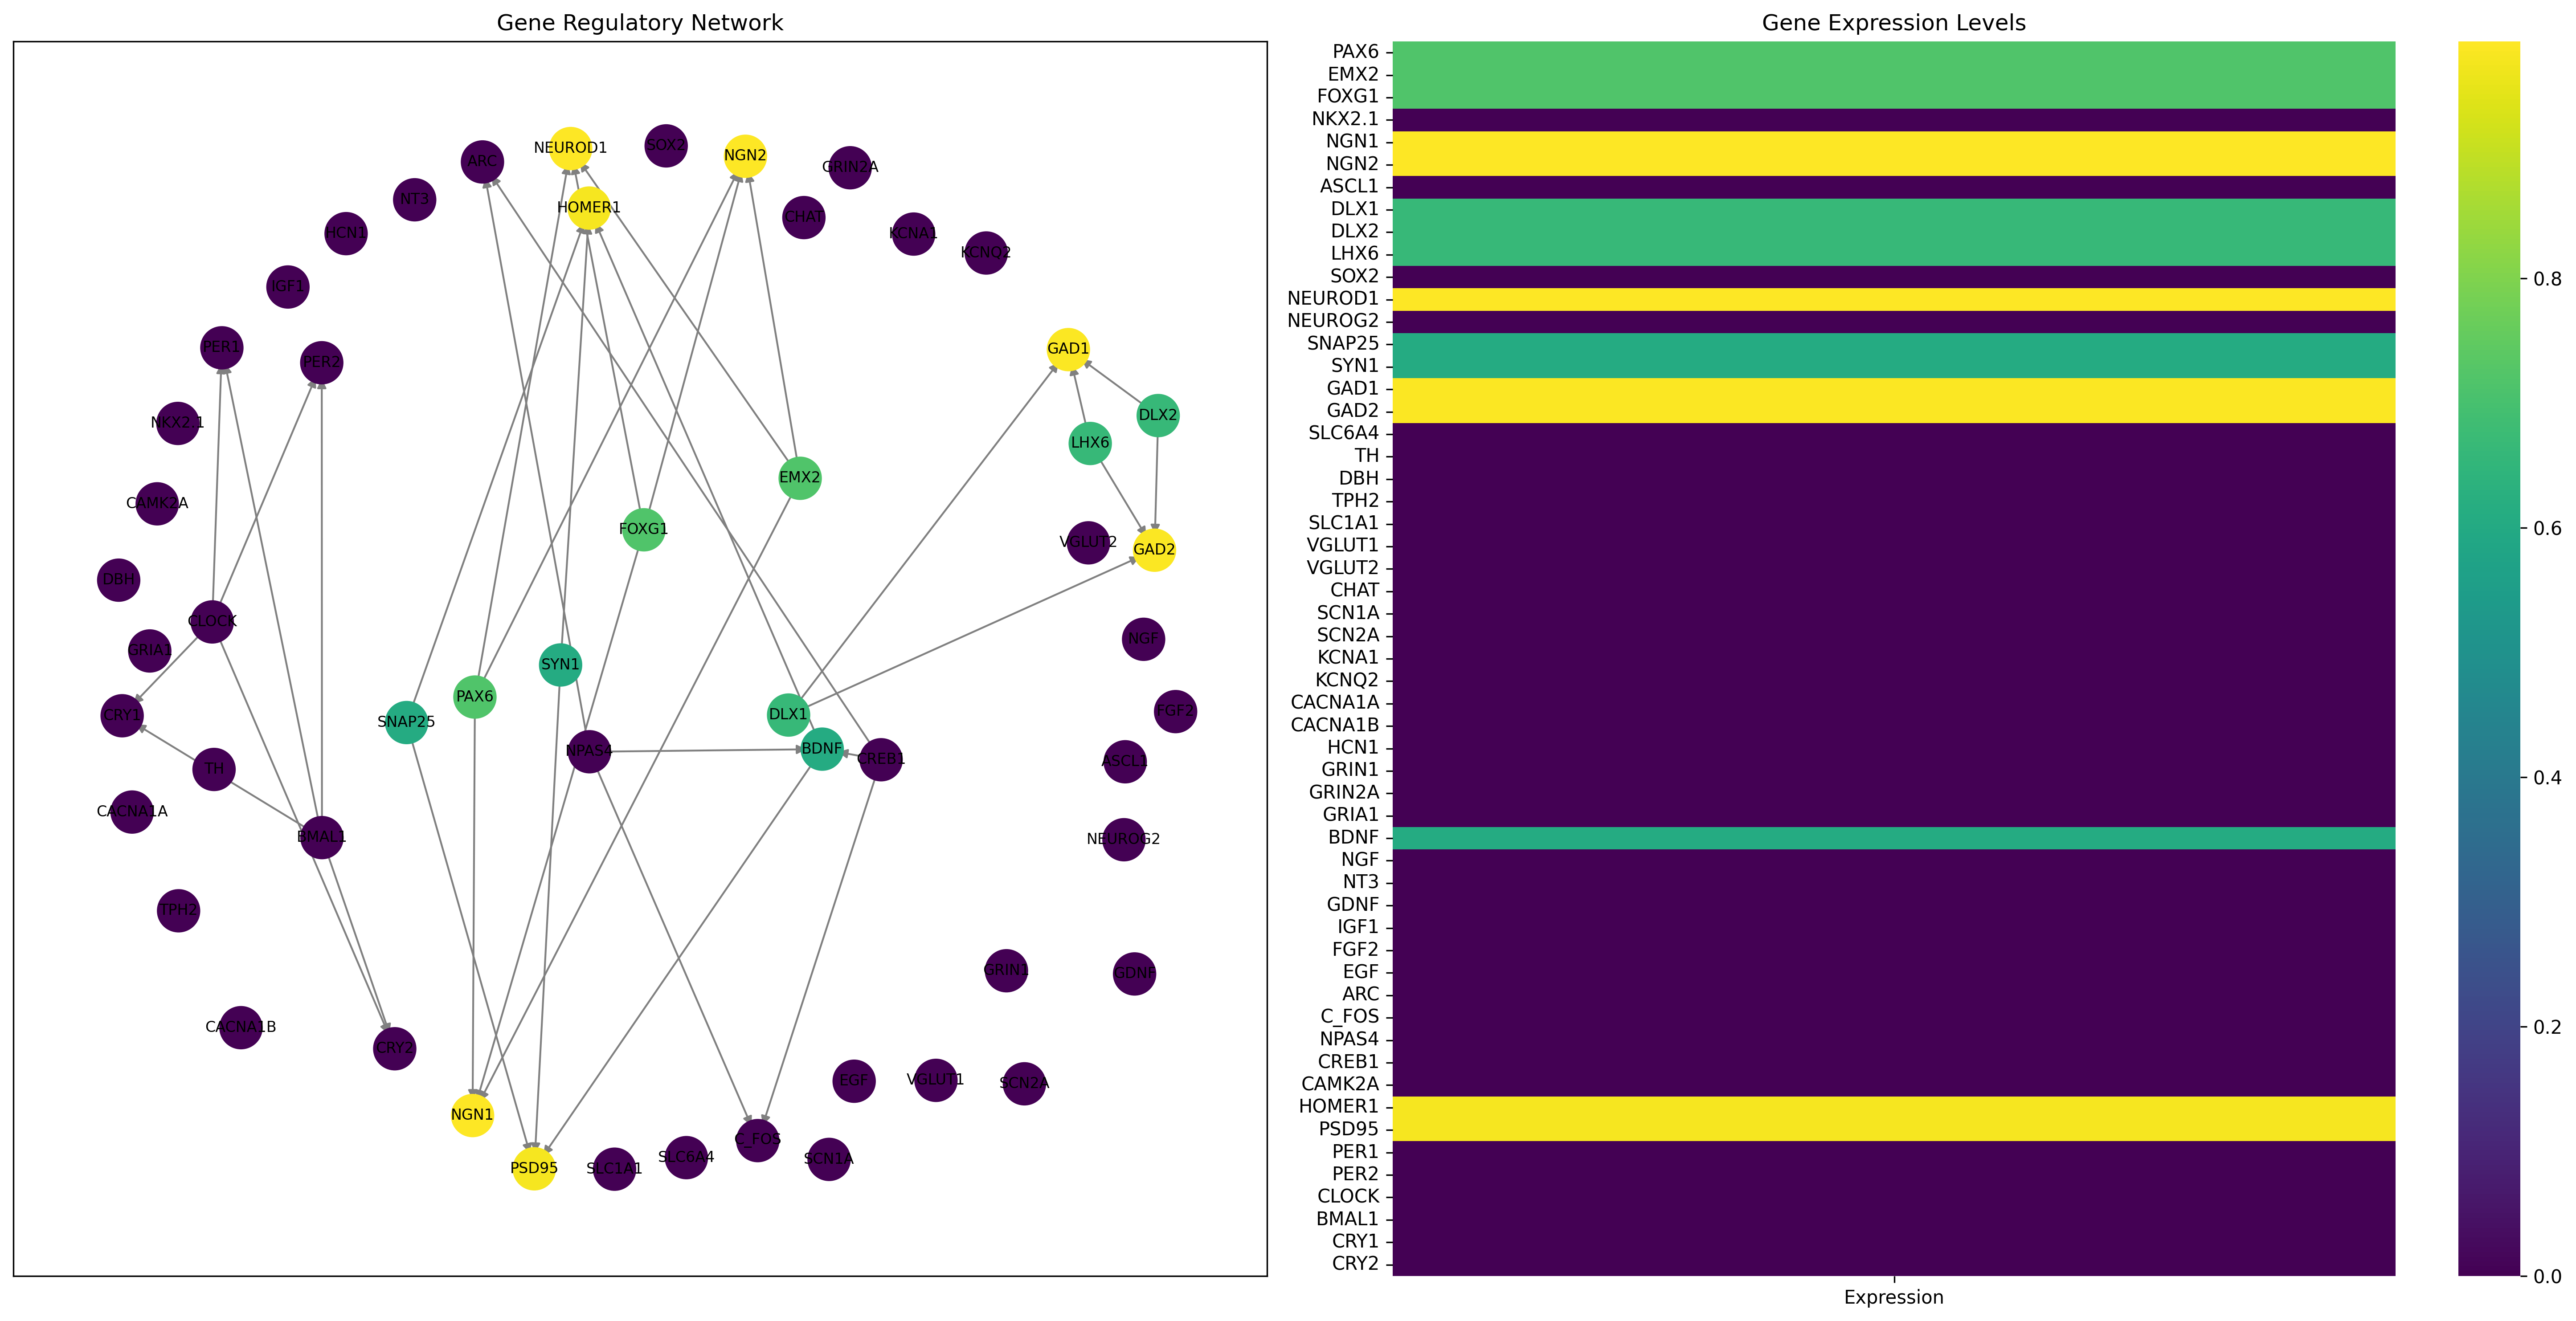 Gene Regulatory Network
NEUROD1
SOX2
NGN2
ARC
GRIN2A
NT3
HOMER1
CHAT
HCN1
KCNA1
KCNQ2
IGF1
PER1
GAD1
PER2
DLX2
NKX2.1
LHX6
EMX2
CAMK2A
FOXG1
VGLUT2
GAD2
DBH
CLOCK
NGF
GRIA1
SYN1
PAX6
FGF2
CRY1
DLX1
SNAP25
BDNF
NPAS4
CREB1
ASCL1
TH
CACNA1A
BMAL1
NEUROG2
TPH2
GRIN1
GDNF
CACNA1B
CRY2
EGF
VGLUT1
SCN2A
NGN1
C_FOS
SLC6A4
SCN1A
PSD95
SLC1A1
Gene Expression Levels
PAX6
EMX2
FOXG1
NKX2.1
NGN1
NGN2
ASCL1
DLX1
DLX2
LHX6
SOX2
NEUROD1
NEUROG2
SNAP25
SYN1
GAD1
GAD2
SLC6A4
TH
DBH
TPH2
SLC1A1
VGLUT1
VGLUT2
CHAT
SCN1A
SCN2A
KCNA1
KCNQ2
CACNA1A
CACNA1B
HCN1
GRIN1
GRIN2A
GRIA1
BDNF
NGF
NT3
GDNF
IGF1
FGF2
EGF
ARC
C_FOS
NPAS4
CREB1
CAMK2A
HOMER1
PSD95
PER1
PER2
CLOCK
BMAL1
CRY1
CRY2
Expression
0.8
0.6
0.4
0.2
0.0